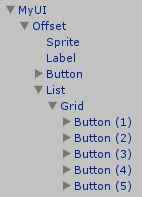 MyUI
Offset
Sprite
Label
Button
List
Grid
Button (1)
Button (2)
Button (3)
Button (4)
Button (5)